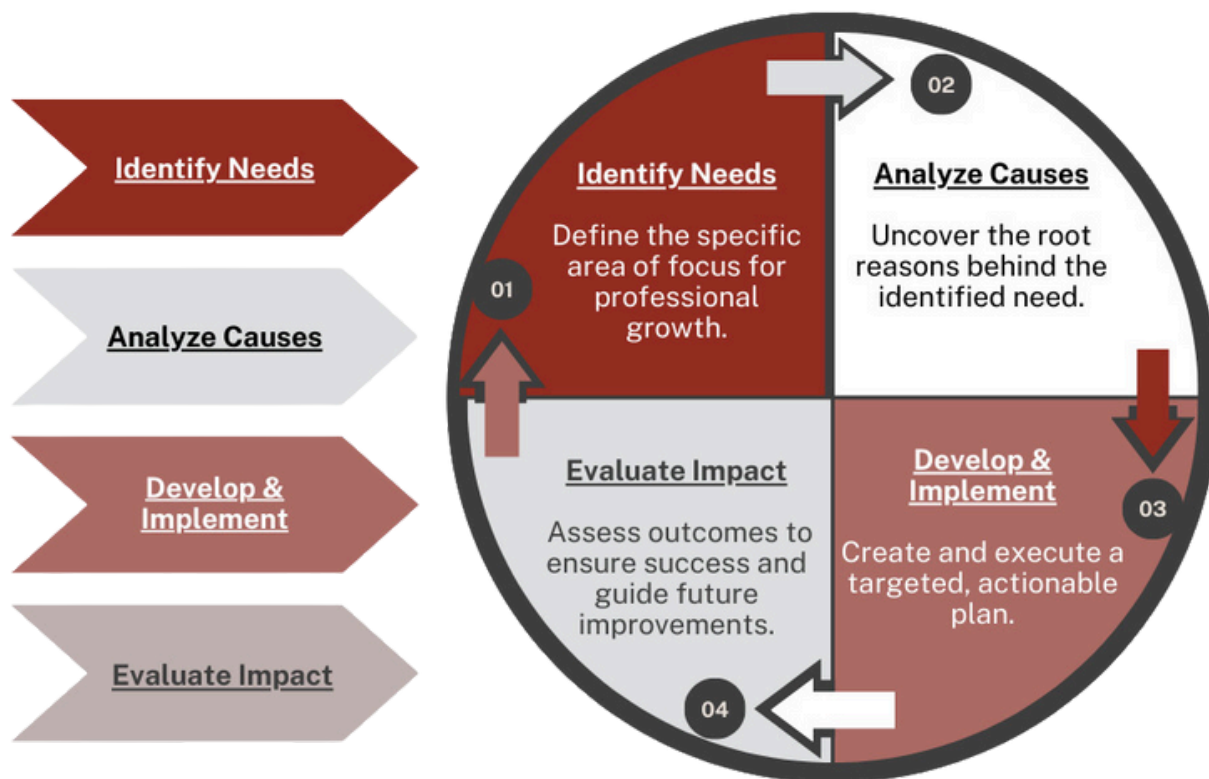 Identify Needs
Analyze Causes
Develop &
Implement
Evaluate Impact
01
Identify Needs
Define the specific
area of focus for
professional
growth.
02
Analyze Causes
Uncover the root
reasons behind the
identified need.
03
Develop &
Implement
Create and execute a
targeted, actionable
plan.
04
Evaluate Impact
Assess outcomes to
ensure success and
guide future
improvements.